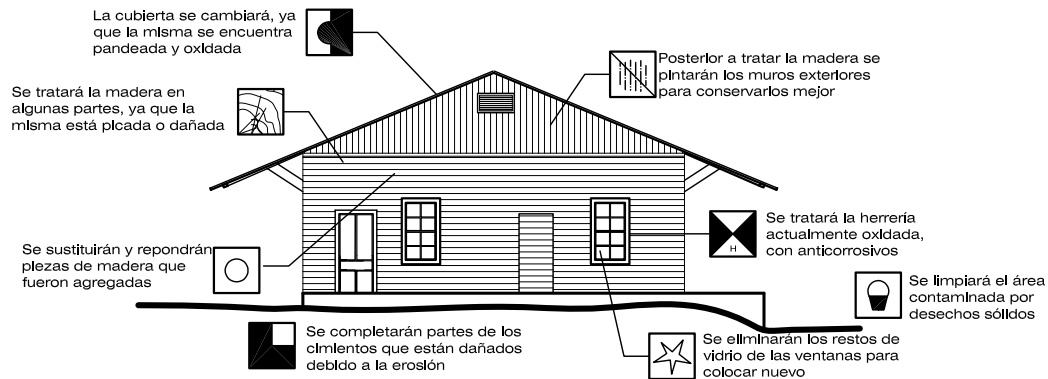 La cubierta se cambiará, ya
que la misma se encuentra
pandeada y oxidada
Posterior a tratar la madera se
pintarán los muros exteriores
para conservarlos mejor
Se tratará la madera en
algunas partes, ya que la
misma está picada o dañada
Se tratará la herrería
actualmente oxidada,
con anticorrosivos
H
Se sustituirán y repondrán
piezas de madera que
fueron agregadas
Se limpiará el área
contaminada por
desechos sólidos
Se completarán partes de los
cimientos que están dañados
debido a la erosión
Se eliminarán los restos de
vidrio de las ventanas para
colocar nuevo